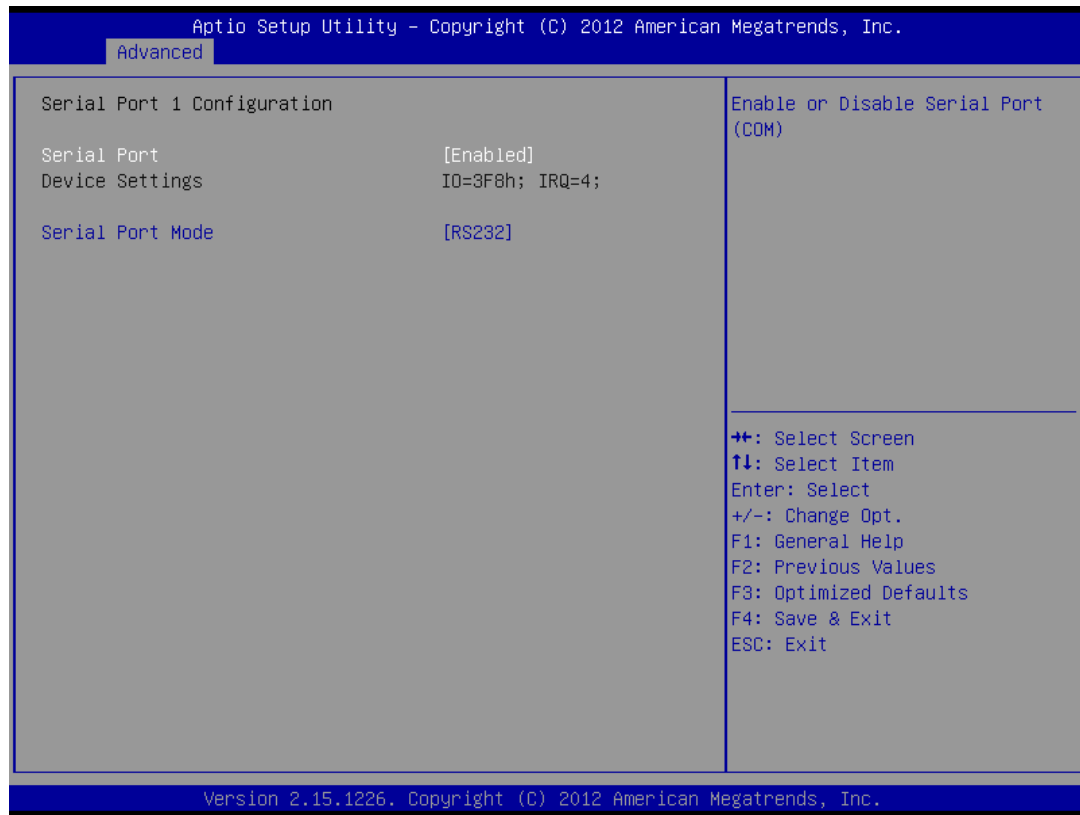 Aptio Setup Utility – Copyright (C) 2012 American Megatrends, Inc.
Advanced
Serial Port 1 Configuration
Serial Port [Enabled]
Device Settings IO=3F8h; IRQ=4;
Serial Port Mode [RS232]
Enable or Disable Serial Port
(COM)
→←: Select Screen
↑↓: Select Item
Enter: Select
+/-: Change Opt.
F1: General Help
F2: Previous Values
F3: Optimized Defaults
F4: Save & Exit
ESC: Exit
Version 2.15.1226. Copyright (C) 2012 American Megatrends, Inc.